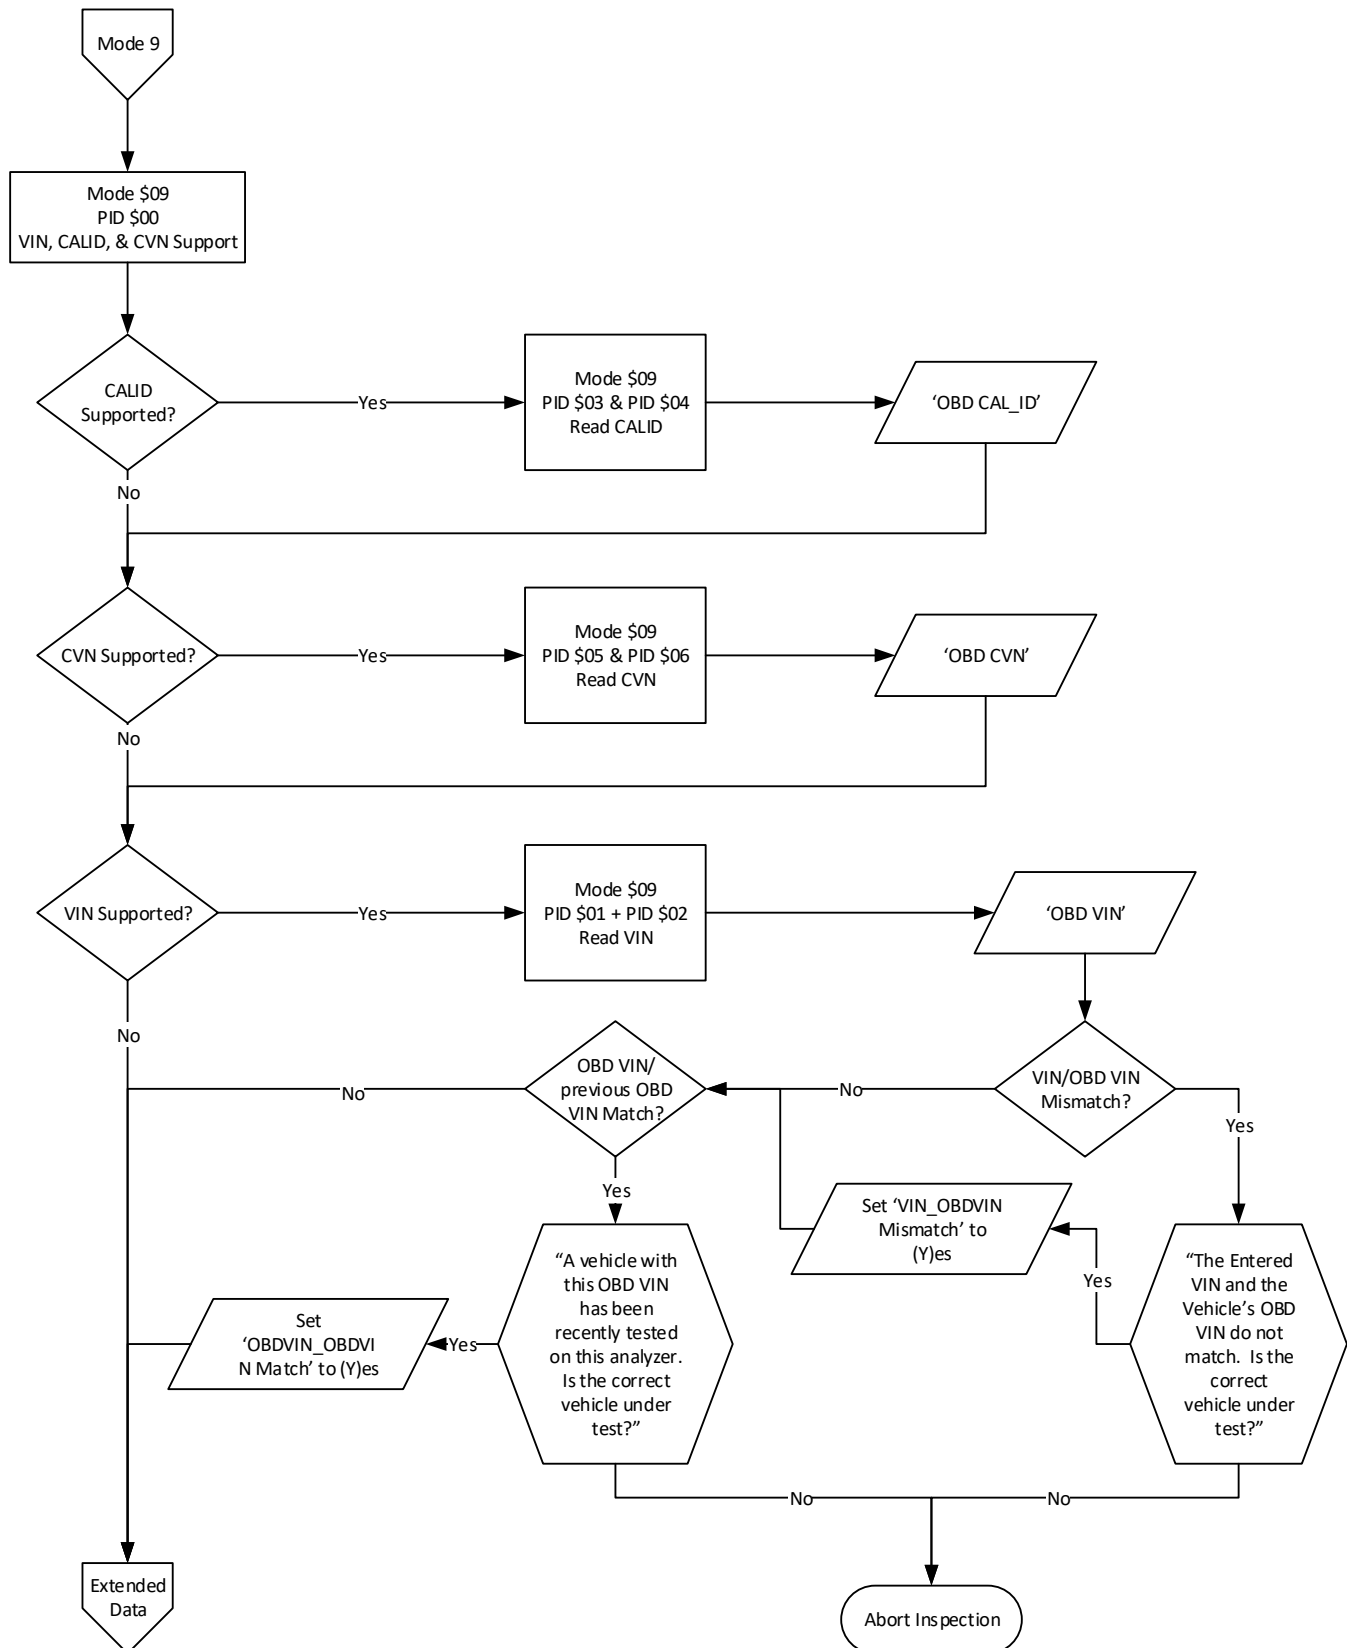 Mode 9
Mode $09
PID $00
VIN, CALID, & CVN Support
CALID
Supported?
Yes
Mode $09
PID $03 & PID $04
Read CALID
‘OBD CAL_ID’
No
CVN Supported?
Yes
Mode $09
PID $05 & PID $06
Read CVN
‘OBD CVN’
No
VIN Supported?
Yes
Mode $09
PID $01 + PID $02
Read VIN
‘OBD VIN’
No
VIN/OBD VIN
Mismatch?
No
Yes
OBD VIN/
previous OBD
VIN Match?
No
Yes
“The Entered
VIN and the
Vehicle’s OBD
VIN do not
match.  Is the
correct
vehicle under
test?”
Yes
Set ‘VIN_OBDVIN
Mismatch’ to
(Y)es
“A vehicle with
this OBD VIN
has been
recently tested
on this analyzer.
Is the correct
vehicle under
test?”
Yes
Set
‘OBDVIN_OBDVI
N Match’ to (Y)es
No
No
Extended
Data
Abort Inspection